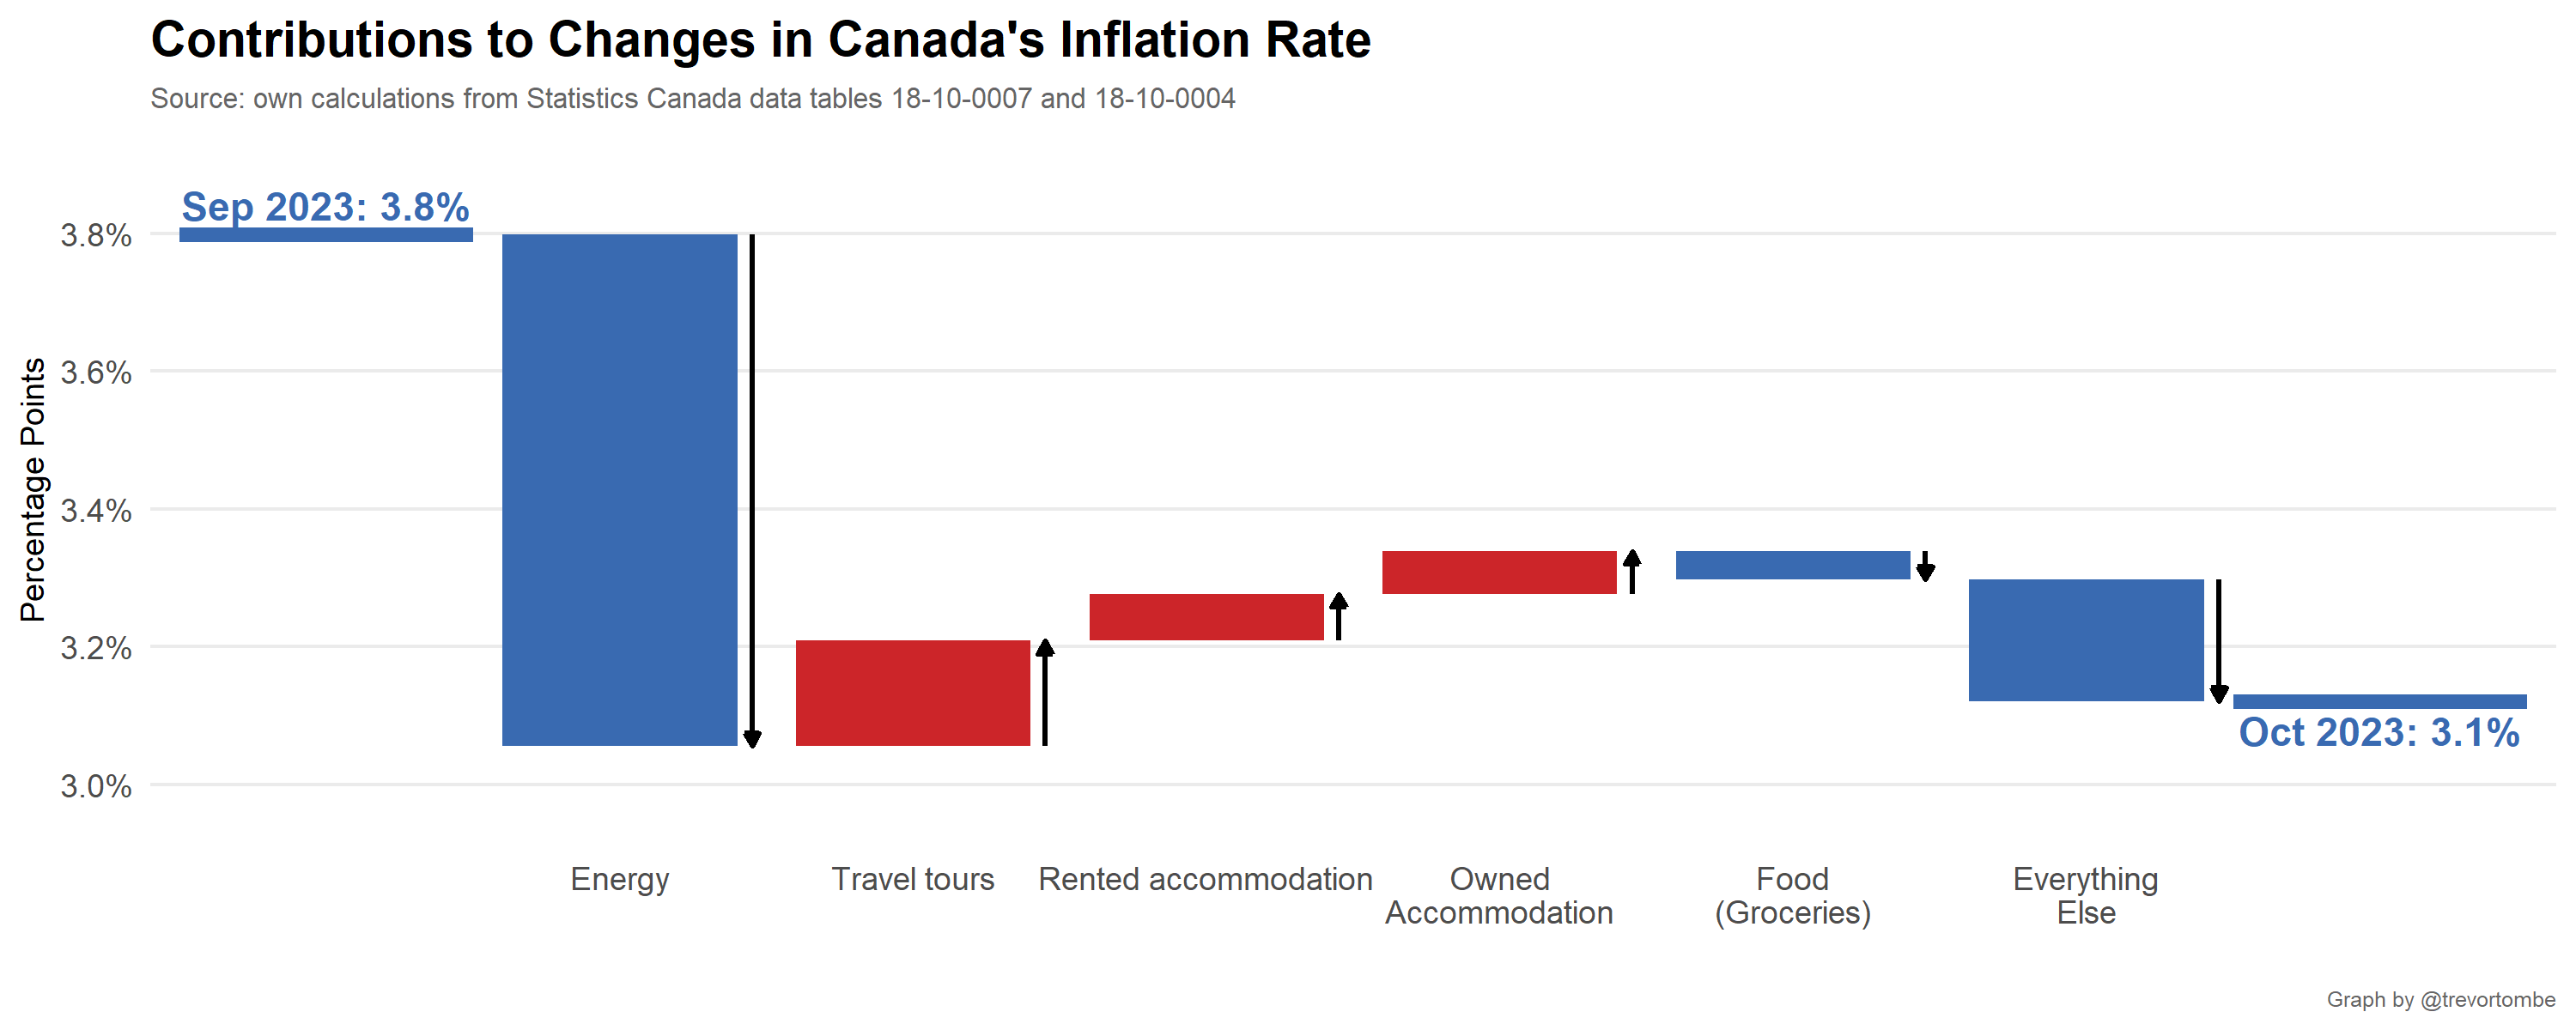 Contributions to Changes in Canada's Inflation Rate
Source: own calculations from Statistics Canada data tables 18-10-0007 and 18-10-0004
Percentage Points
3.8%
3.6%
3.4%
3.2%
3.0%
Sep 2023: 3.8%
Oct 2023: 3.1%
Energy
Travel tours
Rented accommodation
Owned
Accommodation
Food
(Groceries)
Everything
Else
Graph by @trevortombe